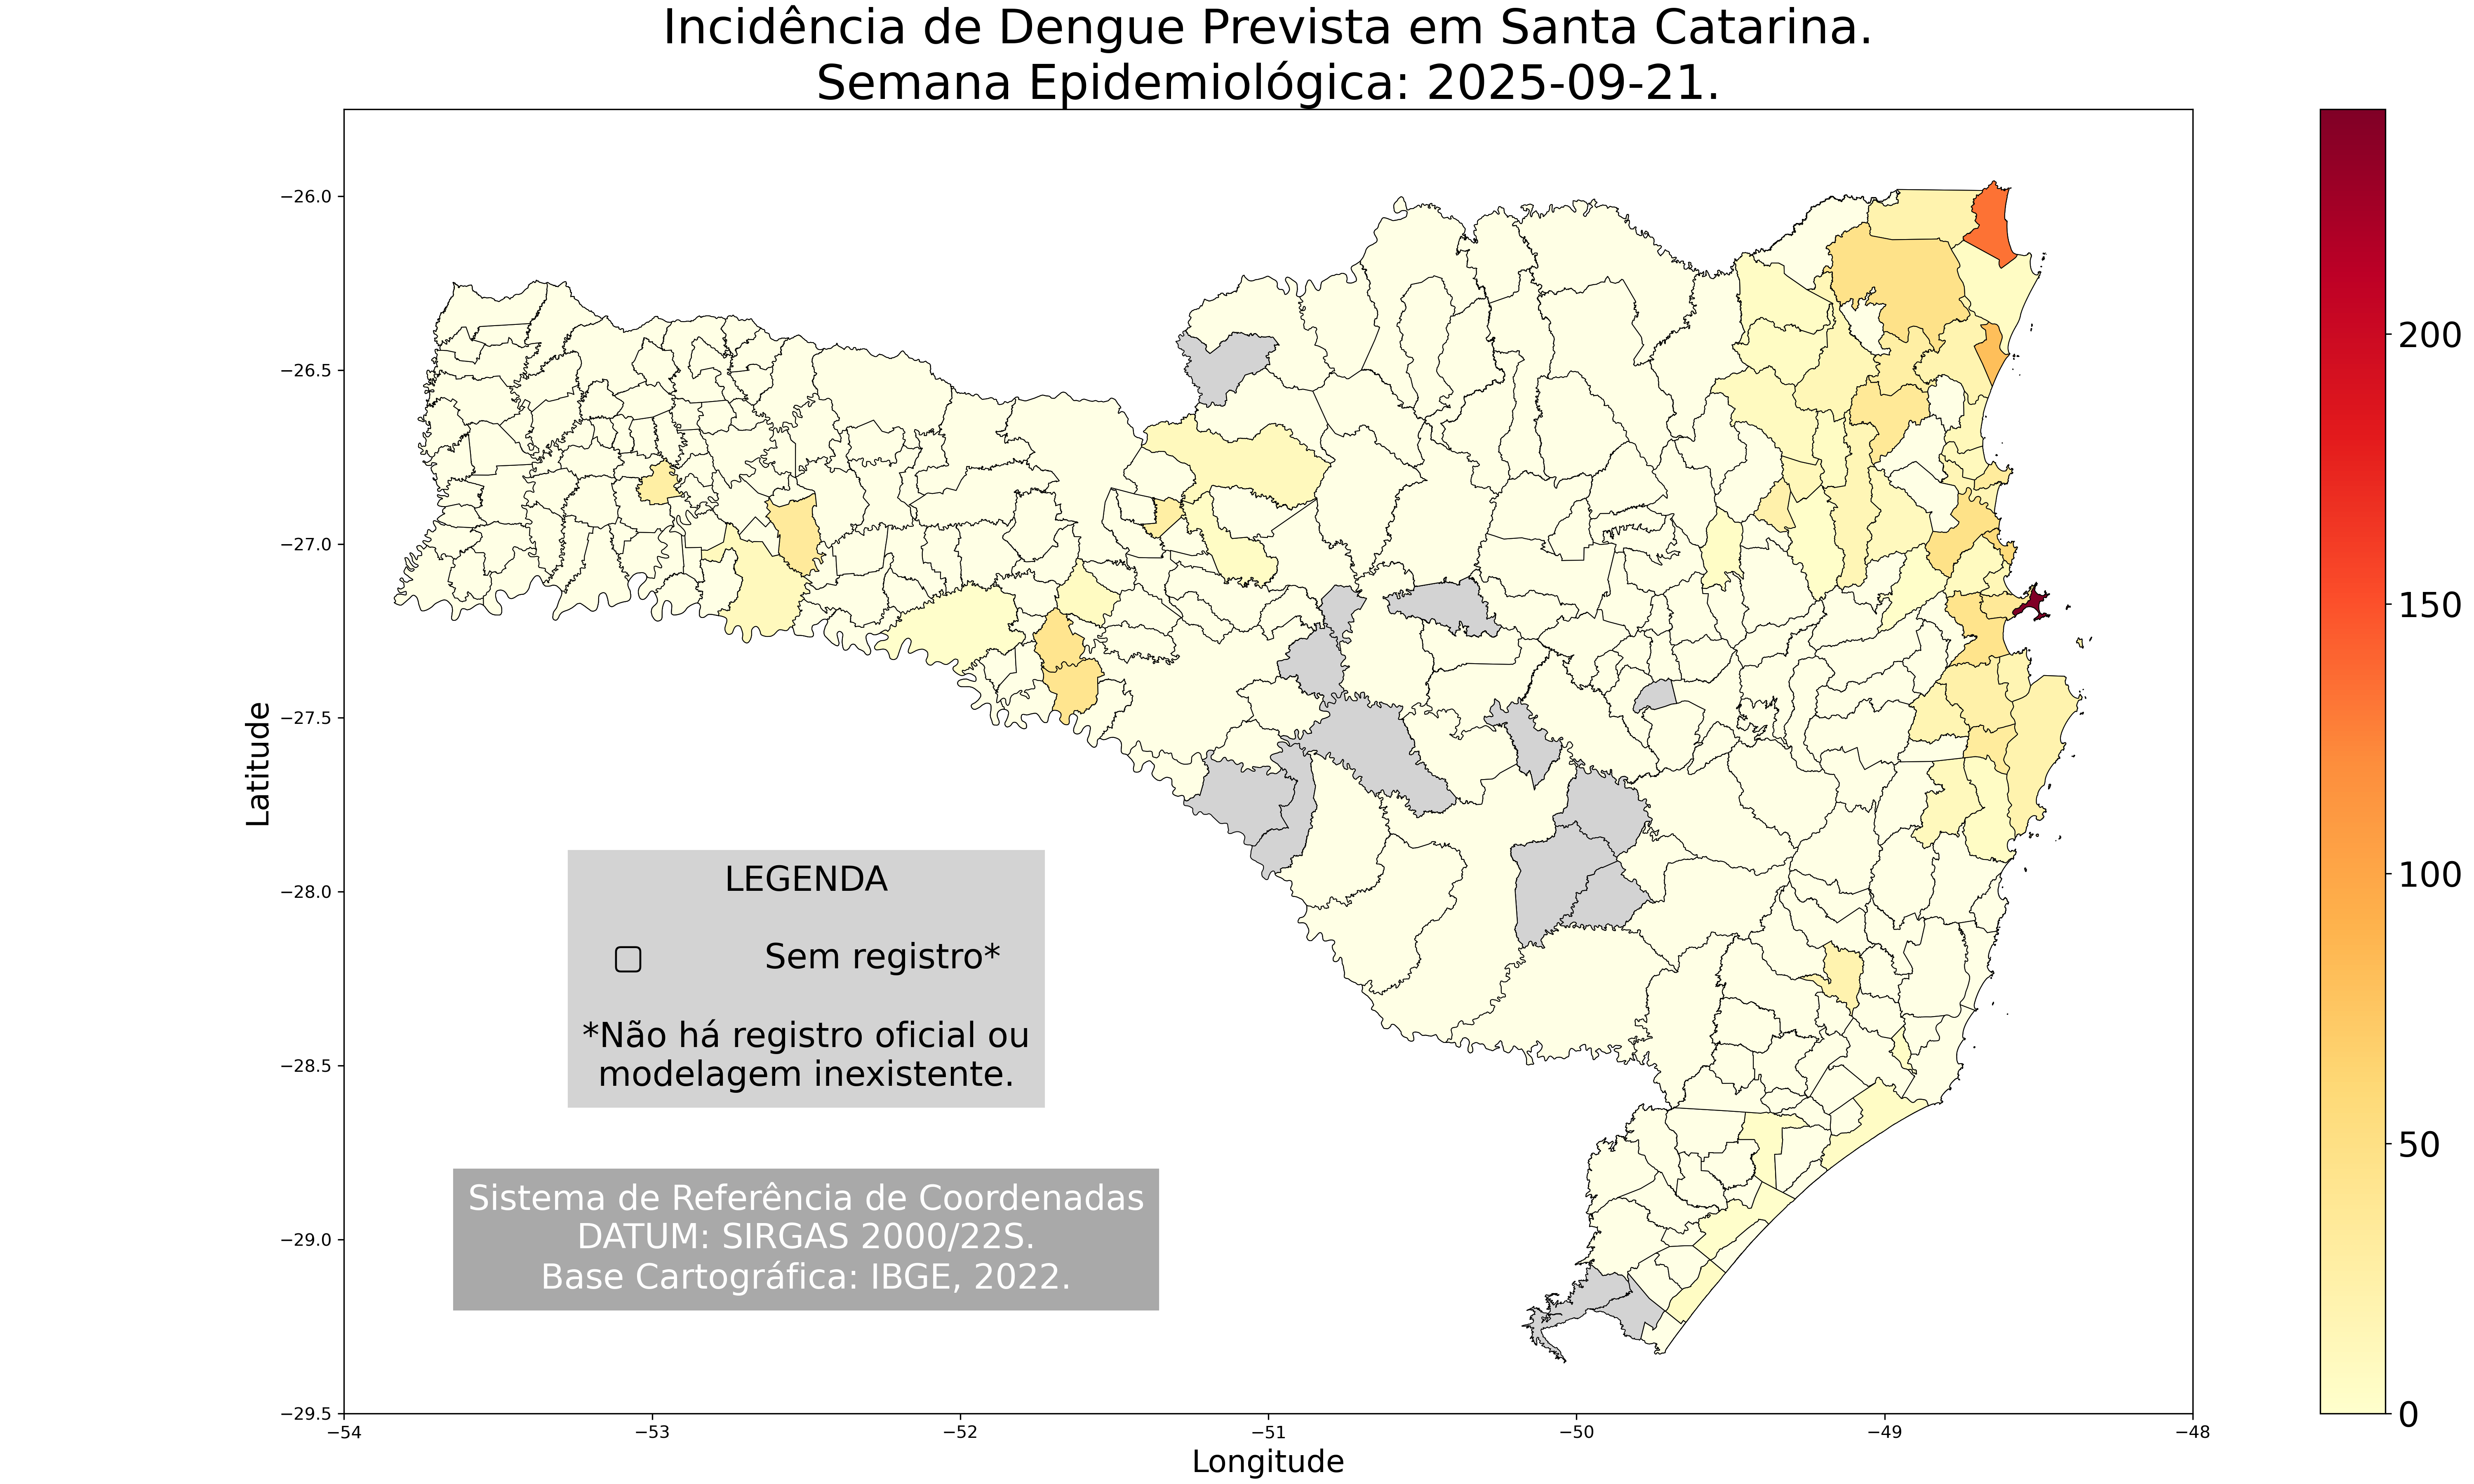 Incidência de Dengue Prevista em Santa Catarina.
Semana Epidemiológica: 2025-09-21.
Latitude
−26.0
−26.5
−27.0
−27.5
−28.0
−28.5
−29.0
−29.5
LEGENDA
Sem registro*
*Não há registro oficial ou
modelagem inexistente.
Sistema de Referência de Coordenadas
DATUM: SIRGAS 2000/22S.
Base Cartográfica: IBGE, 2022.
−54 −53 −52 −51 −50 −49 −48
Longitude
200
150
100
50
0